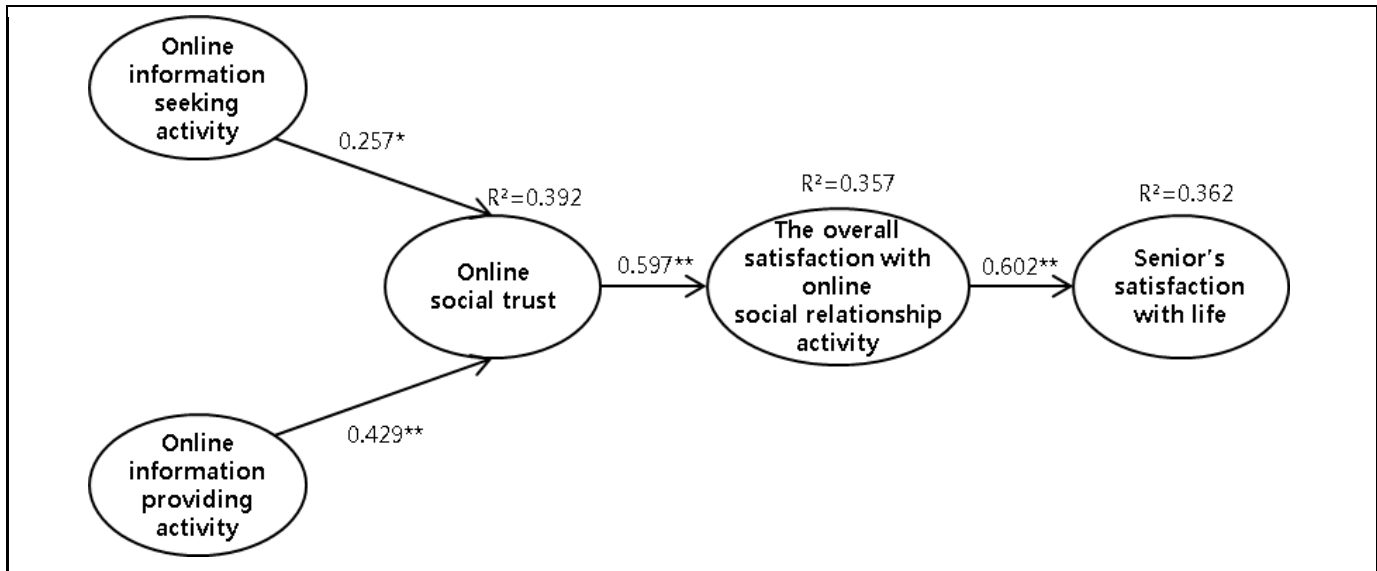 Online
information
seeking
activity
0.257*
R²=0.392
Online
social trust
0.597**
R²=0.357
The overall
satisfaction with
online
social relationship
activity
0.602**
R²=0.362
Senior's
satisfaction
with life
0.429**
Online
information
providing
activity